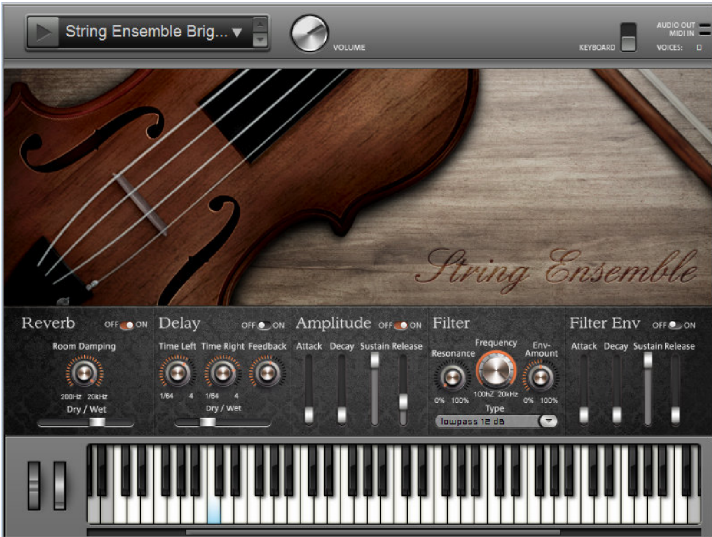 String Ensemble Brig...
VOLUME
KEYBOARD
AUDIO OUT
MIDI IN
VOICES: 0
String Ensemble
Reverb OFF ON Delay OFF ON Amplitude OFF ON Filter Filter Env OFF ON
Room Damping Time Left Time Right Feedback Attack Decay Sustain Release Resonance Frequency Env-Amount Attack Decay Sustain Release
200Hz 20kHz 1/64 4 1/64 4 0% 100% 100hZ 20kHz 0% 100%
Dry / Wet Dry / Wet Type
lowpass 12 dB